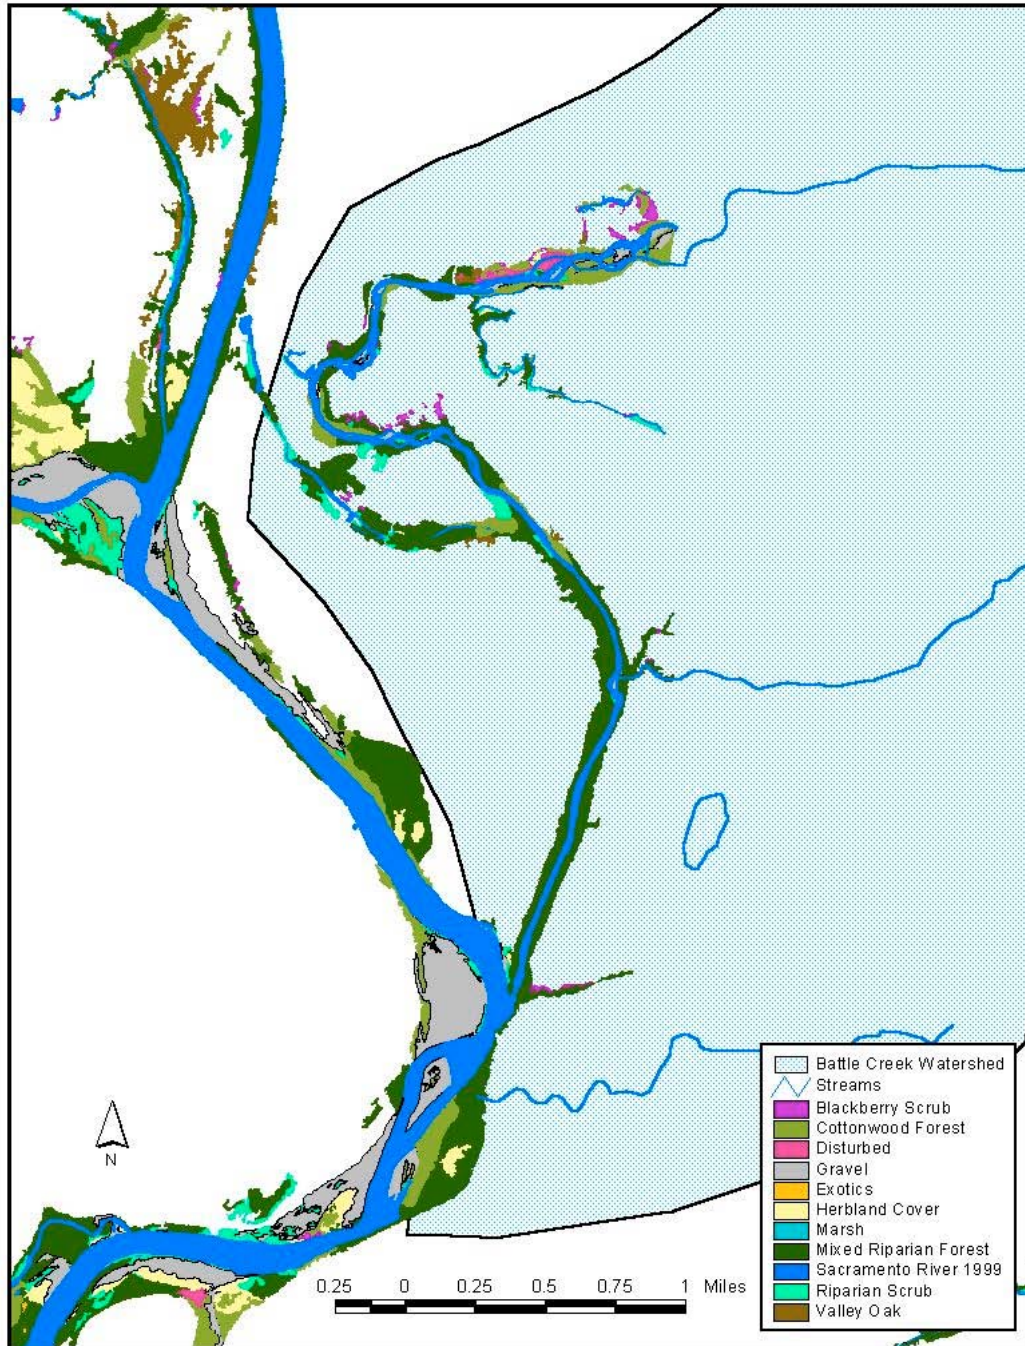 Battle Creek Watershed
Streams
Blackberry Scrub
Cottonwood Forest
Disturbed
Gravel
Exotics
Herbland Cover
Marsh
Mixed Riparian Forest
Sacramento River 1999
Riparian Scrub
Valley Oak
N
0.25 0 0.25 0.5 0.75 1 Miles